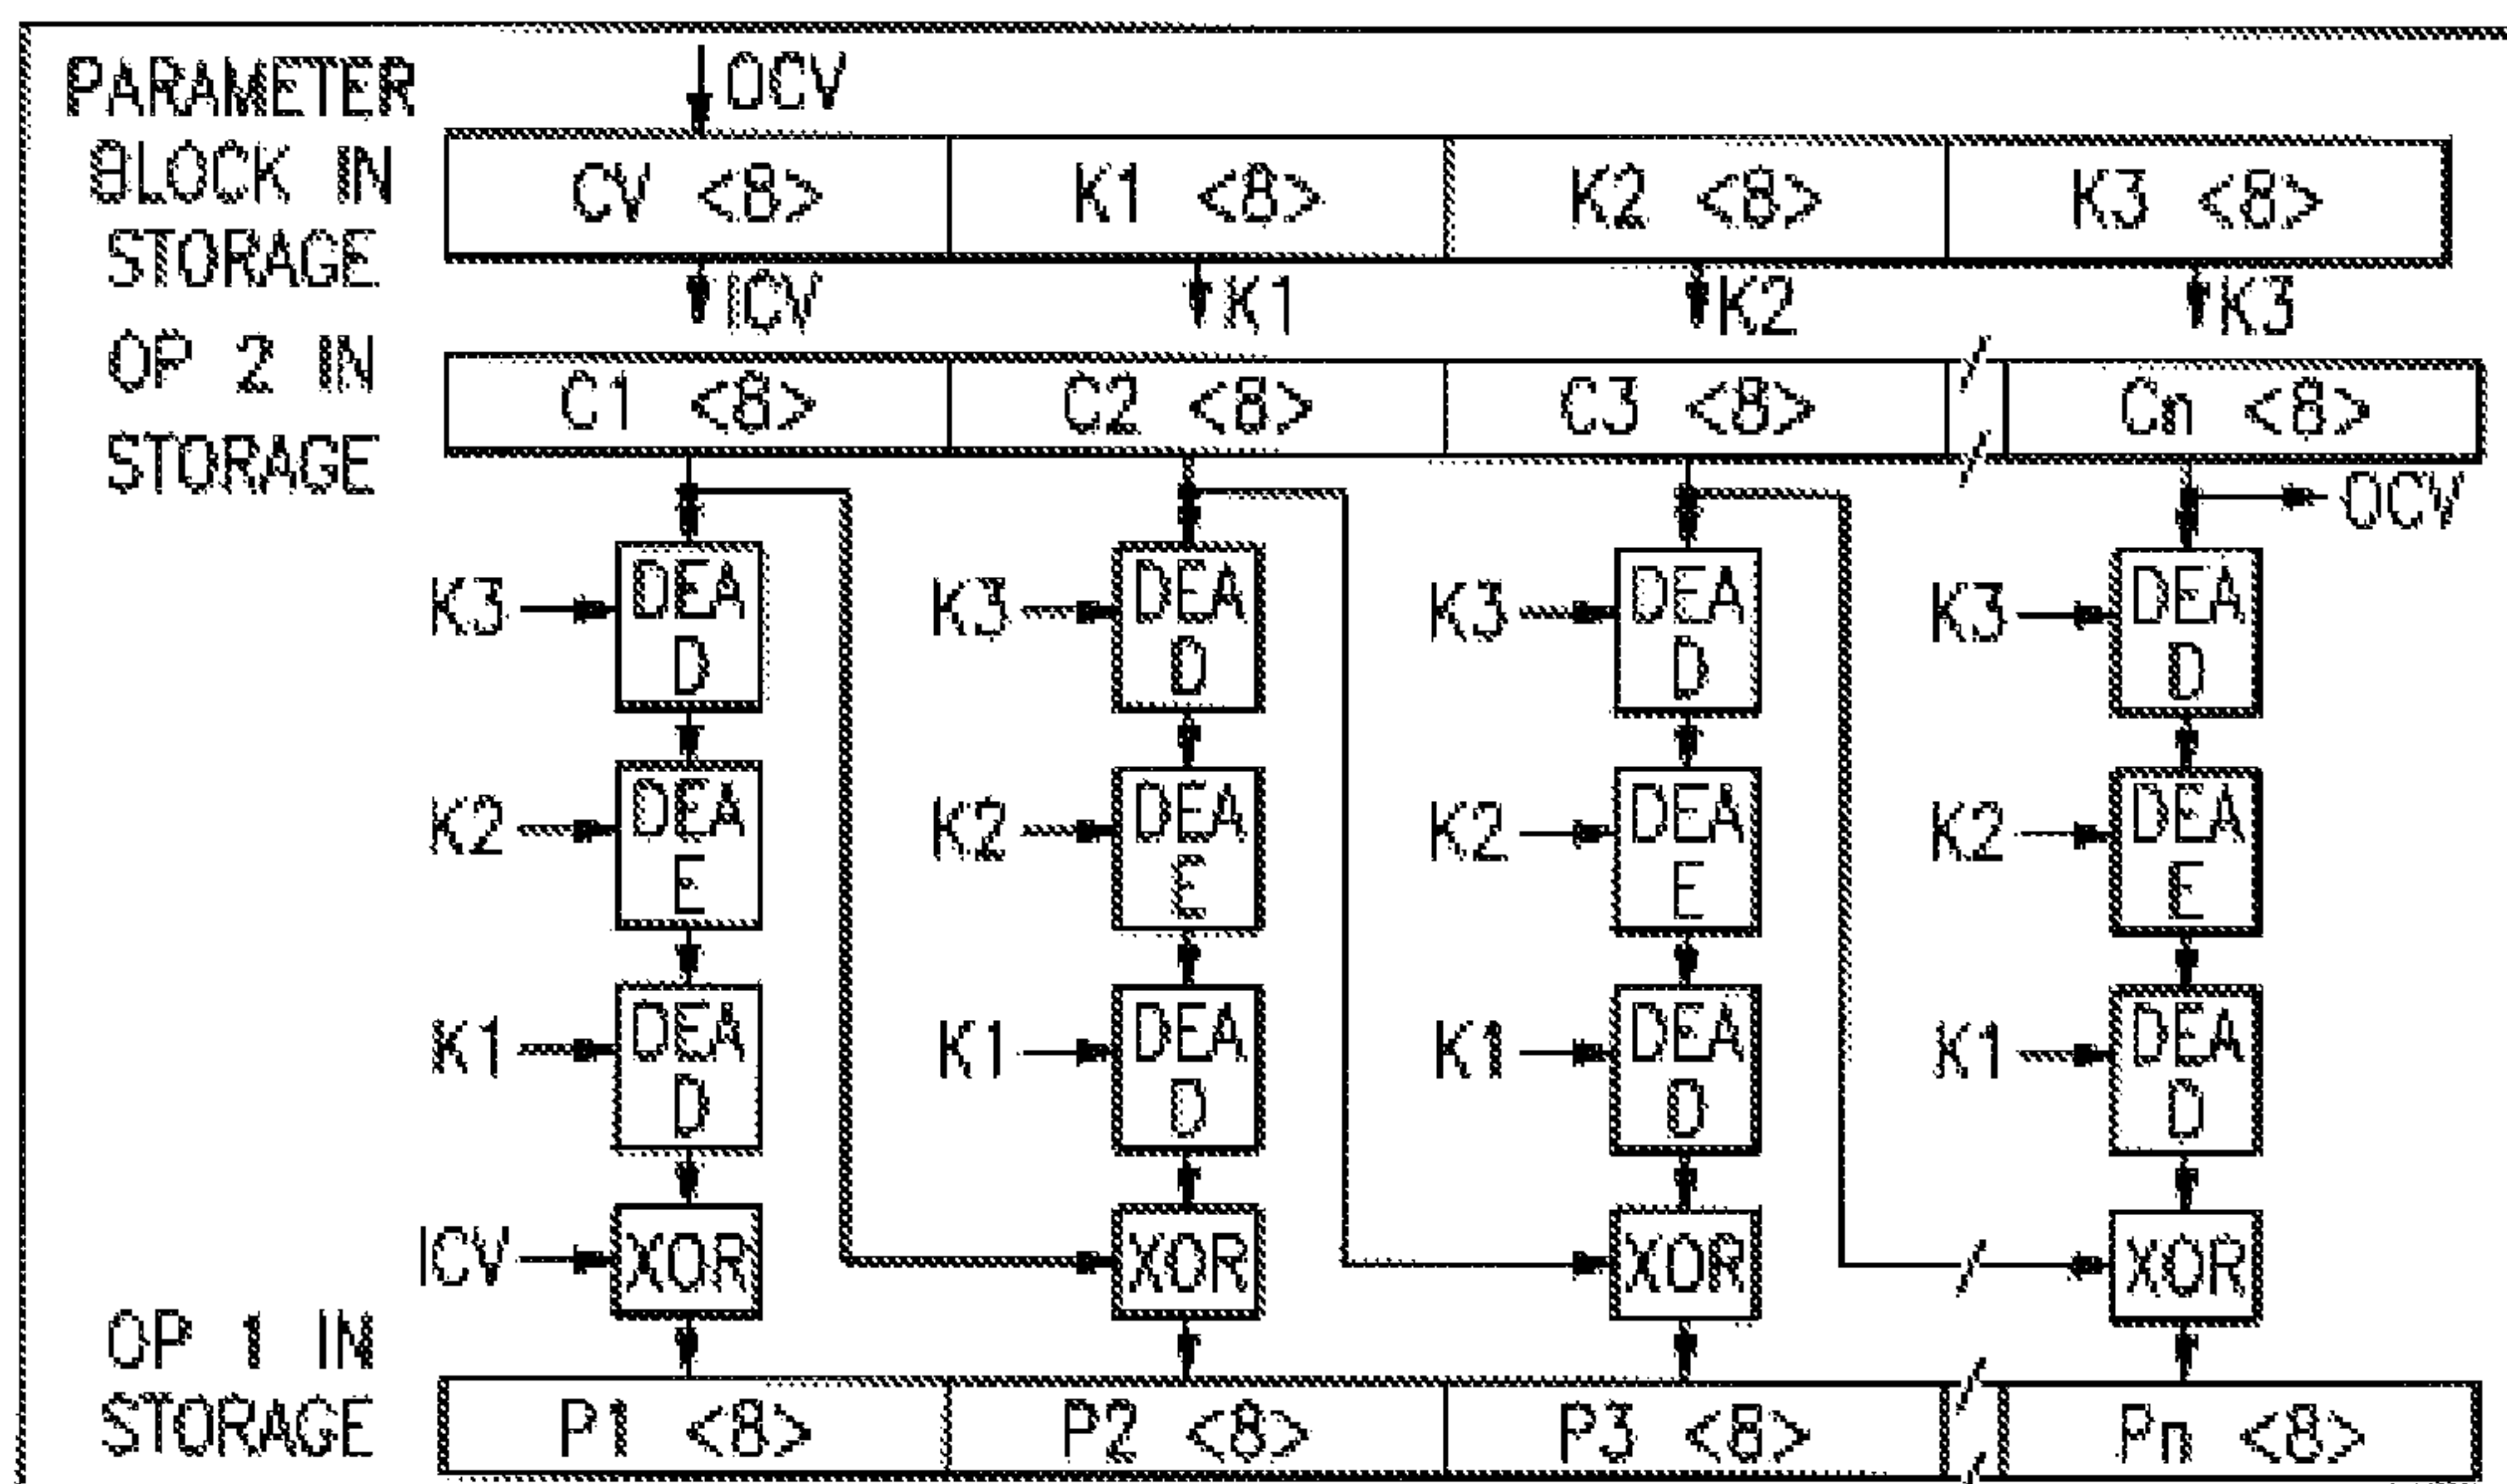 PARAMETER
BLOCK IN
STORAGE
OCV
CV <8> K1 <8> K2 <8> K3 <8>
ICV K1 K2 K3
OP 2 IN
STORAGE
C1 <8> C2 <8> C3 <8> Cn <8>
OCV
K3 DEA K3 DEA K3 DEA K3 DEA
D D D D
K2 DEA K2 DEA K2 DEA K2 DEA
E E E E
K1 DEA K1 DEA K1 DEA K1 DEA
D D D D
ICV XOR XOR XOR XOR
OP 1 IN
STORAGE
P1 <8> P2 <8> P3 <8> Pn <8>